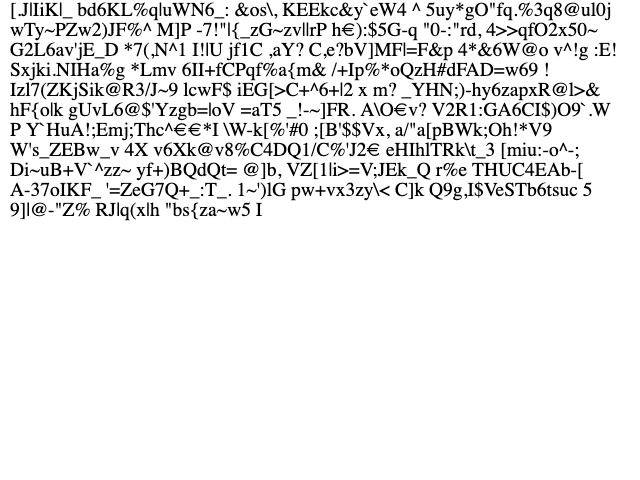 [.J|IiK|_ bd6KL%q|uWN6_: &os\, KEEkc&y`eW4 ^ 5uy*gO"fq.%3q8@ul0j
wTy~PZw2)JF%^ M]P -7!"|{_zG~zv||rP h€):$5G-q "0-:"rd, 4>>qfO2x50~
G2L6av'jE_D *7(,N^1 I!|U jf1C ,aY? C,e?bV]MF|=F&p 4*&6W@o v^!g :E!
Sxjki.NIHa%g *Lmv 6II+fCPqf%a{m& /+Ip%*oQzH#dFAD=w69 !
Izl7(ZKjSik@R3/J~9 lcwF$ iEG[>C+^6+|2 x m? _YHN;)-hy6zapxR@l>&
hF{o|k gUvL6@$'Yzgb=|oV =aT5 _!-~]FR. A\O€v? V2R1:GA6CI$)O9`.W
P Y`HuA!;Emj;Thc^€€*I \W-k[%'#0 ;[B'$$Vx, a/"a[pBWk;Oh!*V9
W's_ZEBw_v 4X v6Xk@v8%C4DQ1/C%'J2€ eHIhlTRk\t_3 [miu:-o^-;
Di~uB+V`^zz~ yf+)BQdQt= @]b, VZ[1|i>=V;JEk_Q r%e THUC4EAb-[
A-37oIKF_ '=ZeG7Q+_:T_. 1~')lG pw+vx3zy\< C]k Q9g,I$VeSTb6tsuc 5
9]|@-"Z% RJ|q(x|h "bs{za~w5 I